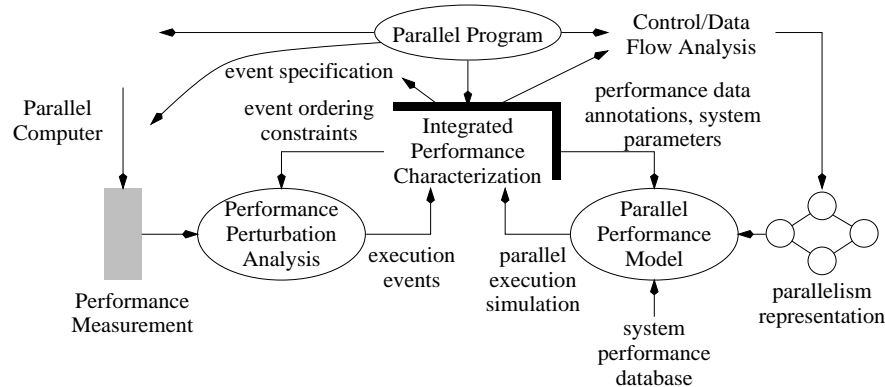 Parallel Program
Control/Data
Flow Analysis
event specification
Parallel
Computer
event ordering
constraints
Integrated
Performance
Characterization
performance data
annotations, system
parameters
Performance
Perturbation
Analysis
execution
events
parallel
execution
simulation
Parallel
Performance
Model
parallelism
representation
Performance
Measurement
system
performance
database